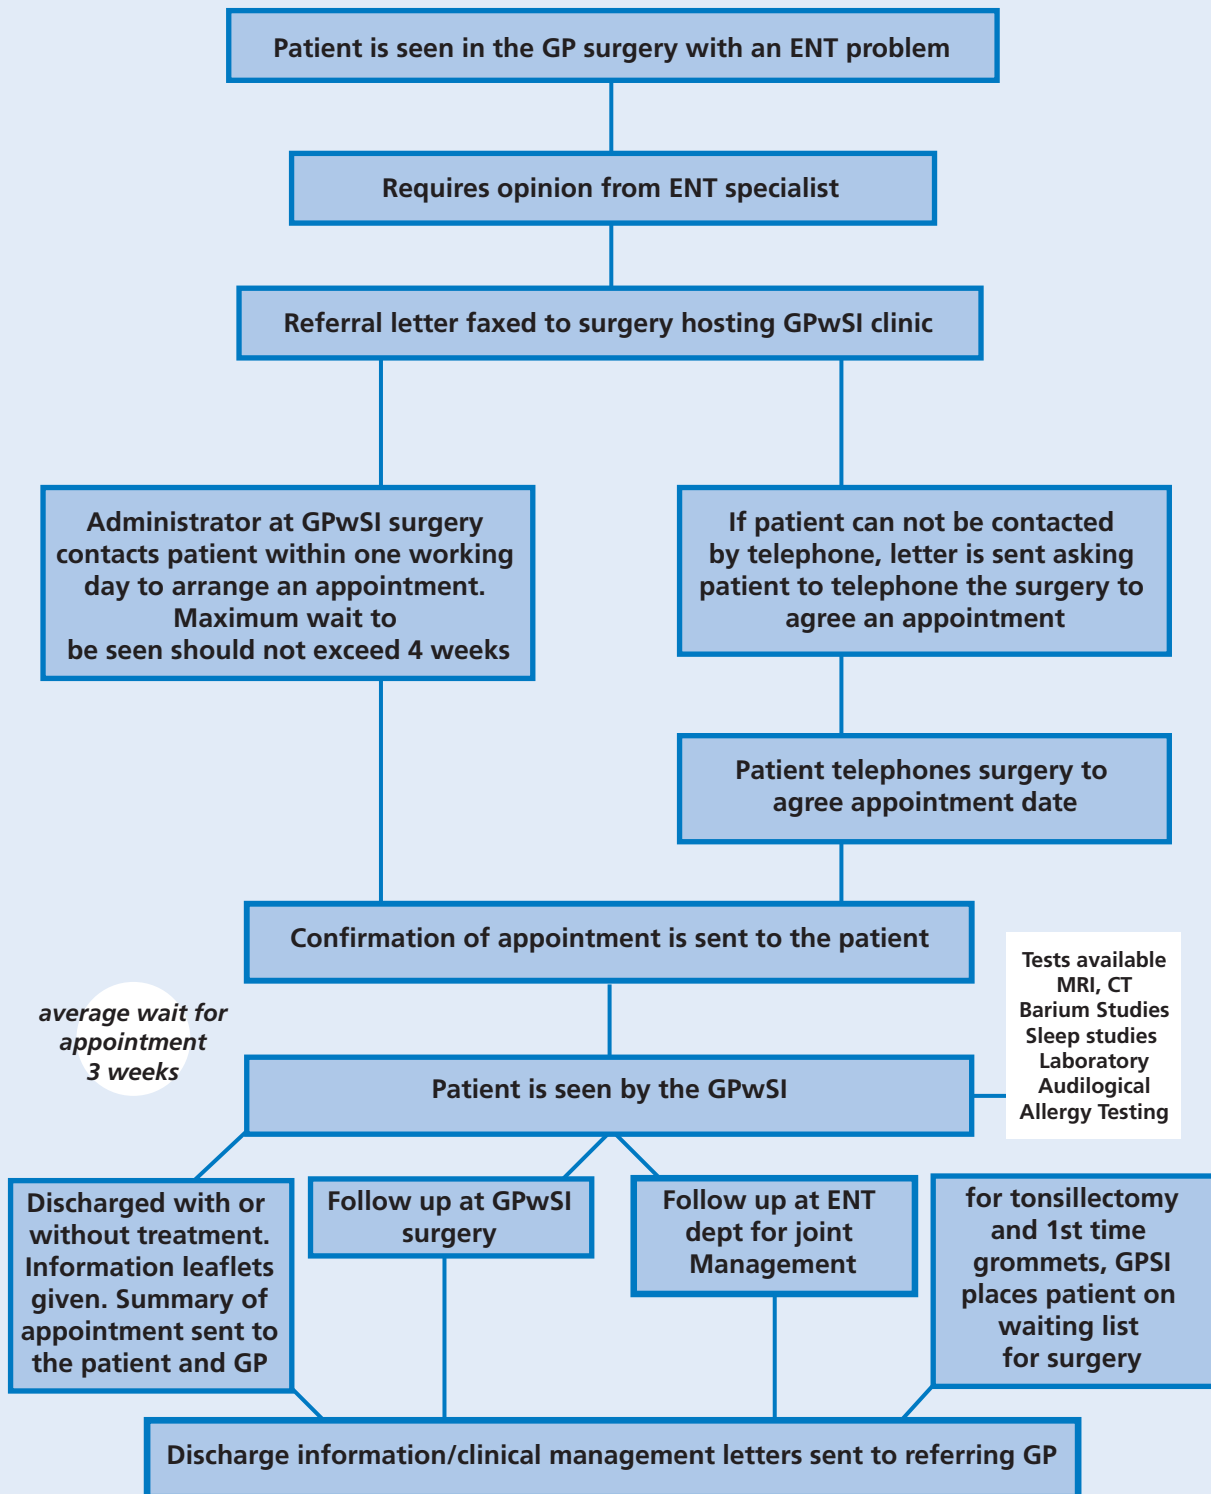 Patient is seen in the GP surgery with an ENT problem
Requires opinion from ENT specialist
Referral letter faxed to surgery hosting GPwSI clinic
Administrator at GPwSI surgery
contacts patient within one working
day to arrange an appointment.
Maximum wait to
be seen should not exceed 4 weeks
If patient can not be contacted
by telephone, letter is sent asking
patient to telephone the surgery to
agree an appointment
Patient telephones surgery to
agree appointment date
Confirmation of appointment is sent to the patient
average wait for
appointment
3 weeks
Tests available
MRI, CT
Barium Studies
Sleep studies
Laboratory
Audilogical
Allergy Testing
Patient is seen by the GPwSI
Discharged with or
without treatment.
Information leaflets
given. Summary of
appointment sent to
the patient and GP
Follow up at GPwSI
surgery
Follow up at ENT
dept for joint
Management
for tonsillectomy
and 1st time
grommets, GPSI
places patient on
waiting list
for surgery
Discharge information/clinical management letters sent to referring GP